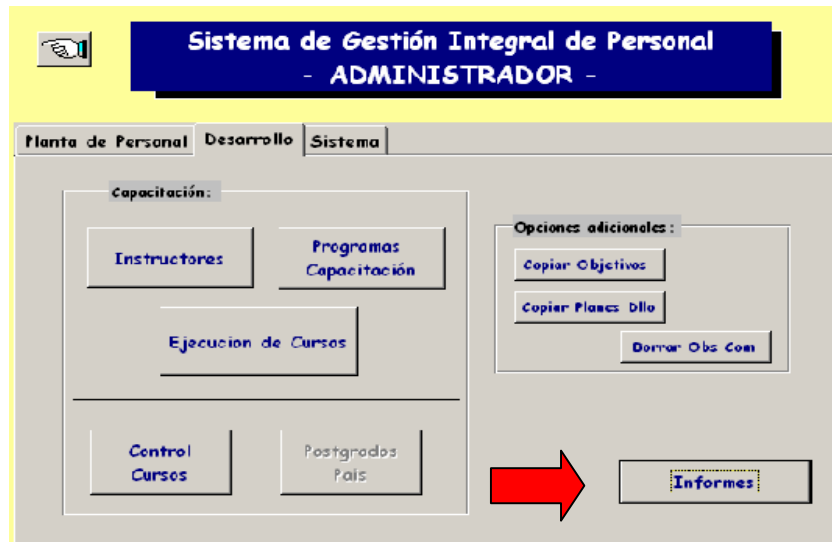 Sistema de Gestión Integral de Personal
- ADMINISTRADOR -
Planta de Personal Desarrollo Sistema
Capacitación:
Instructores
Programas
Capacitación
Ejecucion de Cursos
Control
Cursos
Postgrados
Pais
Opciones adicionales:
Copiar Objetivos
Copiar Planes Dllo
Borrar Obs Com
Informes